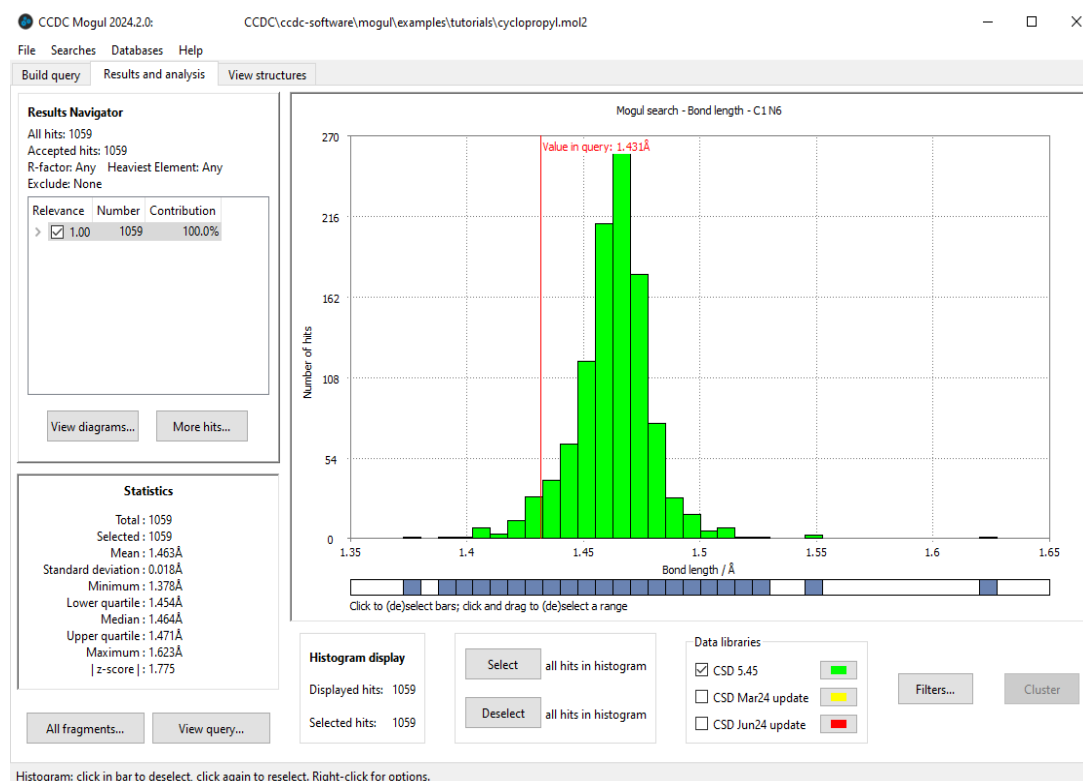 CCDC Mogul 2024.2.0: CCDC\ccdc-software\mogul\examples\tutorials\cyclopropyl.mol2
File Searches Databases Help
Build query Results and analysis View structures
Results Navigator
All hits: 1059
Accepted hits: 1059
R-factor: Any Heaviest Element: Any
Exclude: None
Relevance Number Contribution
1.00 1059 100.0%
View diagrams... More hits...
Statistics
Total : 1059
Selected : 1059
Mean : 1.463Å
Standard deviation : 0.018Å
Minimum : 1.378Å
Lower quartile : 1.454Å
Median : 1.464Å
Upper quartile : 1.471Å
Maximum : 1.623Å
| z-score | : 1.775
All fragments... View query...
Mogul search - Bond length - C1 N6
Value in query: 1.431Å
Number of hits
270
216
162
108
54
0
1.35 1.4 1.45 1.5 1.55 1.6 1.65
Bond length / Å
Click to (de)select bars; click and drag to (de)select a range
Histogram display
Displayed hits: 1059
Selected hits: 1059
Select all hits in histogram
Deselect all hits in histogram
Data libraries
CSD 5.45
CSD Mar24 update
CSD Jun24 update
Filters... Cluster
Histogram: click in bar to deselect, click again to reselect. Right-click for options.